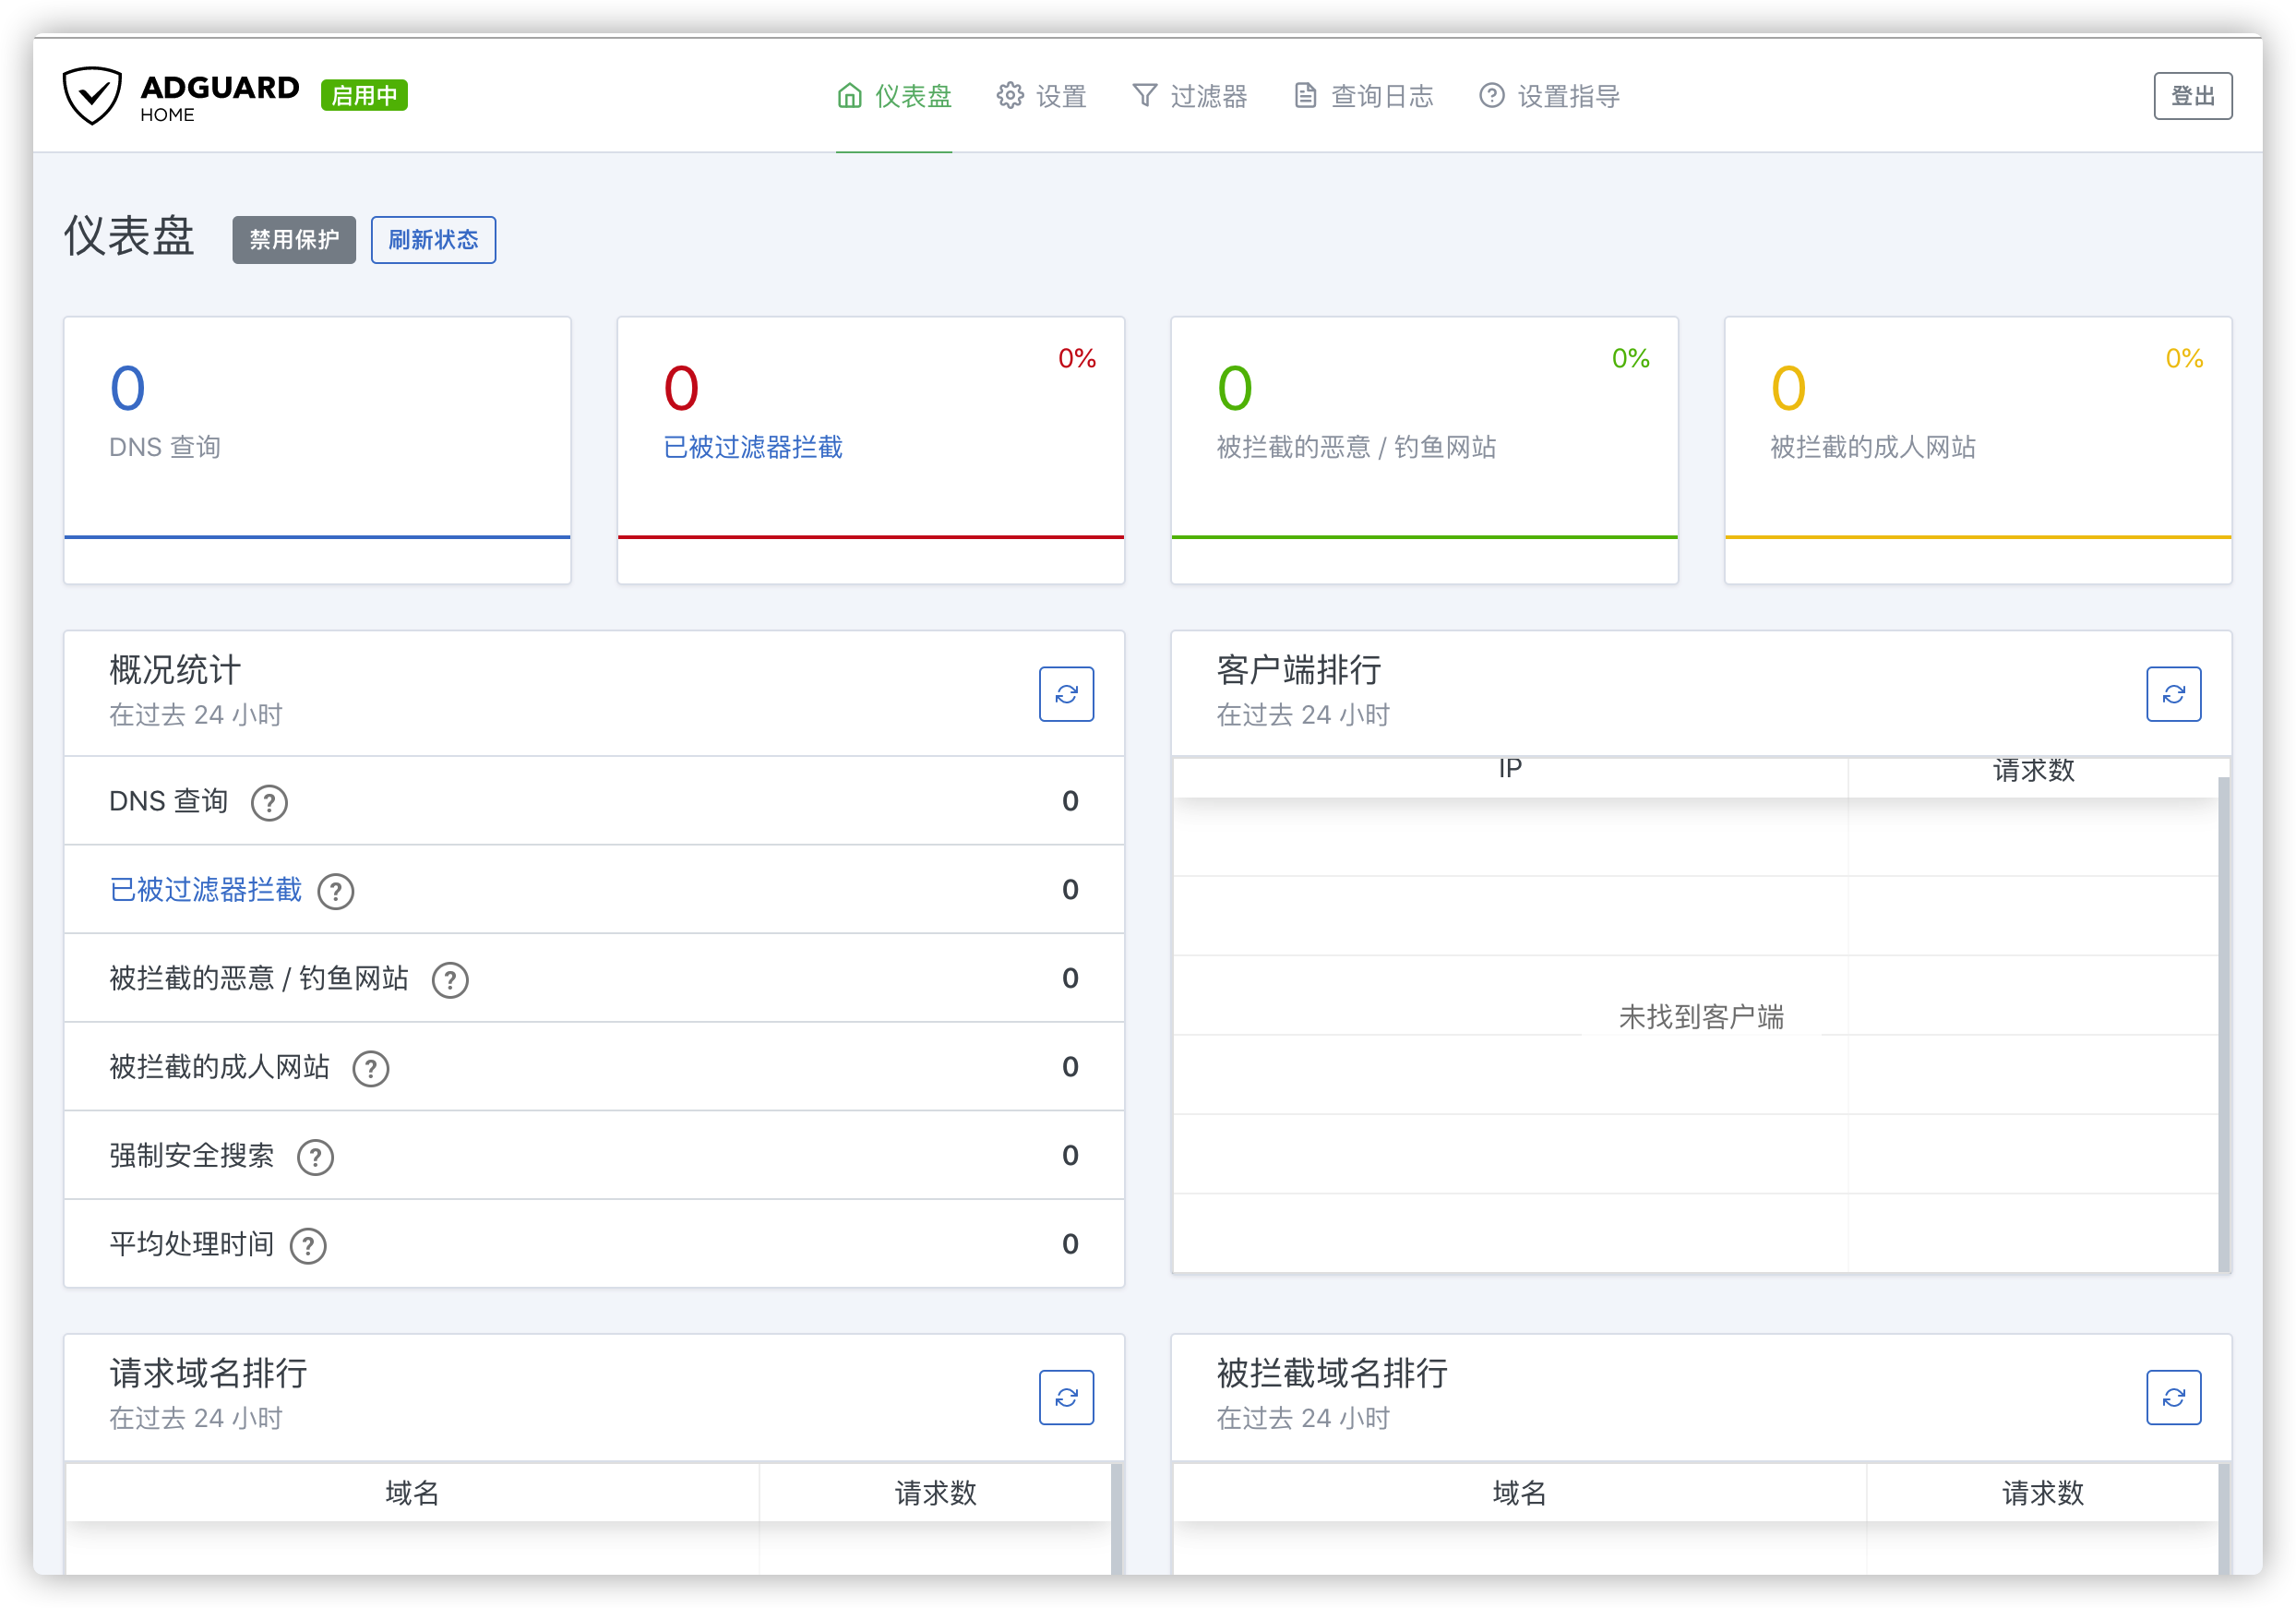 ADGUARD
HOME
启用中
仪表盘
设置
过滤器
查询日志
设置指导
登出
仪表盘
禁用保护
刷新状态
0
DNS 查询
0%
0
已被过滤器拦截
0%
0
被拦截的恶意 / 钓鱼网站
0%
0
被拦截的成人网站
概况统计
在过去 24 小时
DNS 查询 ? 0
已被过滤器拦截 ? 0
被拦截的恶意 / 钓鱼网站 ? 0
被拦截的成人网站 ? 0
强制安全搜索 ? 0
平均处理时间 ? 0
客户端排行
在过去 24 小时
IP 请求数
未找到客户端
请求域名排行
在过去 24 小时
域名 请求数
被拦截域名排行
在过去 24 小时
域名 请求数